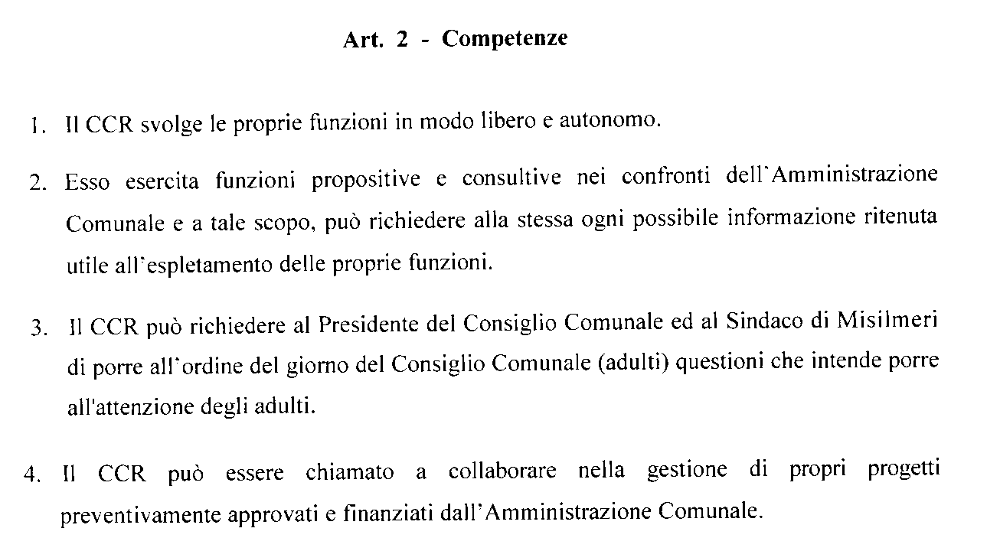 Art. 2 - Competenze
1. Il CCR svolge le proprie funzioni in modo libero e autonomo.
2. Esso esercita funzioni propositive e consultive nei confronti dell'Amministrazione
Comunale e a tale scopo, può richiedere alla stessa ogni possibile informazione ritenuta
utile all'espletamento delle proprie funzioni.
3. Il CCR può richiedere al Presidente del Consiglio Comunale ed al Sindaco di Misilmeri
di porre all'ordine del giorno del Consiglio Comunale (adulti) questioni che intende porre
all'attenzione degli adulti.
4. Il CCR può essere chiamato a collaborare nella gestione di propri progetti
preventivamente approvati e finanziati dall'Amministrazione Comunale.